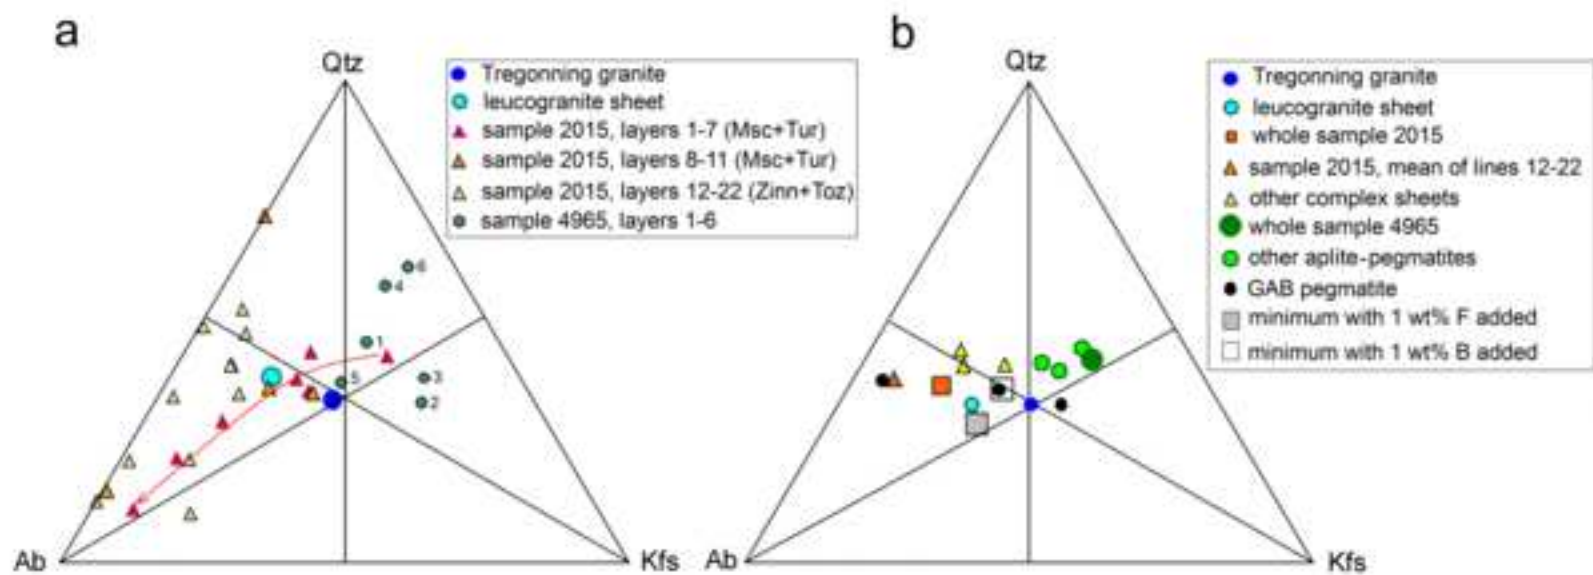 a
Qtz
Tregonning granite
leucogranite sheet
sample 2015, layers 1-7 (Msc+Tur)
sample 2015, layers 8-11 (Msc+Tur)
sample 2015, layers 12-22 (Zinn+Toz)
sample 4965, layers 1-6
6
4
1
5
3
2
Ab
Kfs
b
Qtz
Tregonning granite
leucogranite sheet
whole sample 2015
sample 2015, mean of lines 12-22
other complex sheets
whole sample 4965
other aplite-pegmatites
GAB pegmatite
minimum with 1 wt% F added
minimum with 1 wt% B added
Ab
Kfs